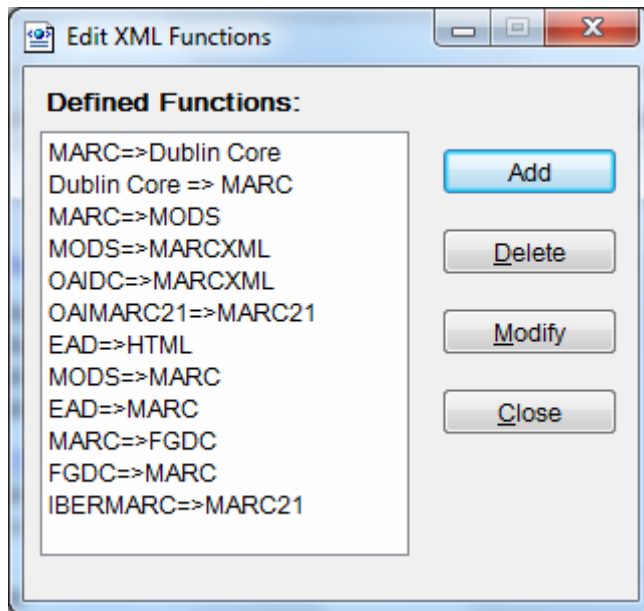 Edit XML Functions
Defined Functions:
MARC=>Dublin Core
Dublin Core => MARC
MARC=>MODS
MODS=>MARCXML
OAIDC=>MARCXML
OAIMARC21=>MARC21
EAD=>HTML
MODS=>MARC
EAD=>MARC
MARC=>FGDC
FGDC=>MARC
IBERMARC=>MARC21
Add
Delete
Modify
Close